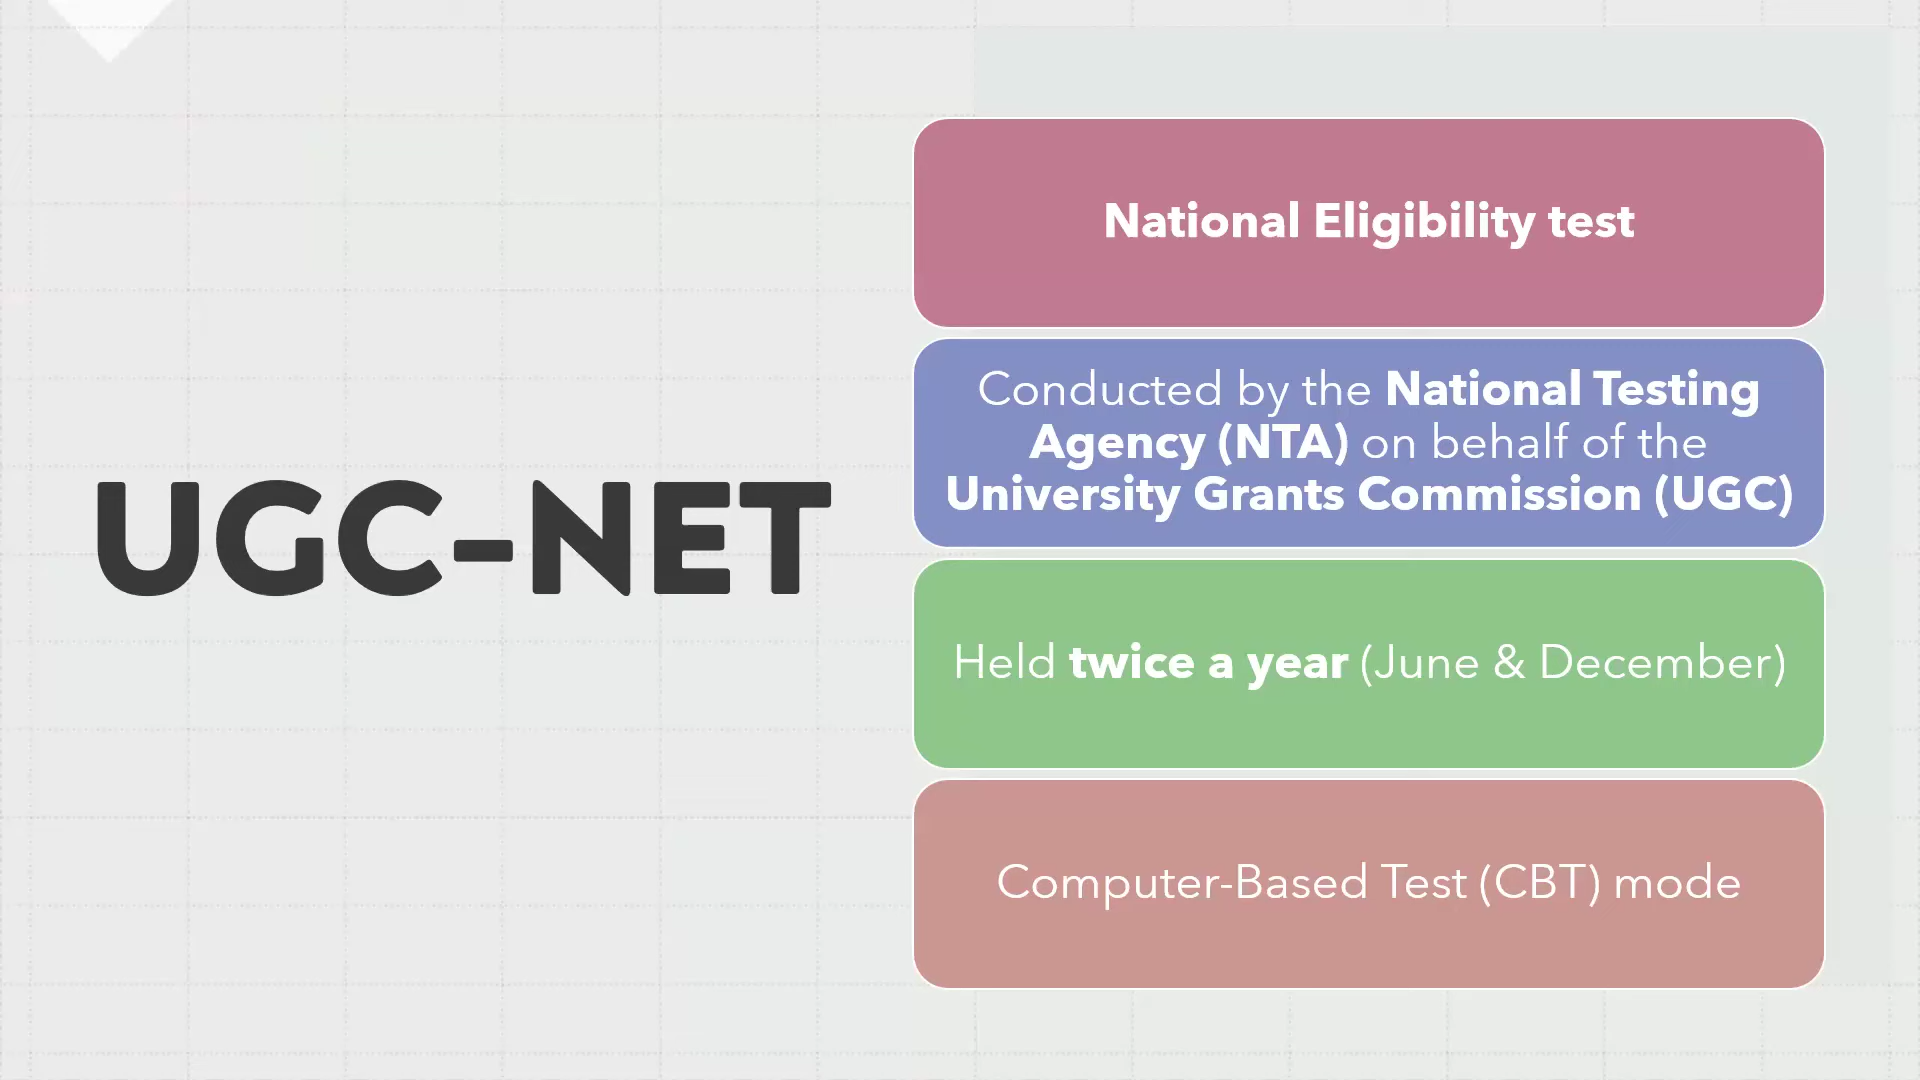 UGC-NET
National Eligibility test
Conducted by the National Testing
Agency (NTA) on behalf of the
University Grants Commission (UGC)
Held twice a year (June & December)
Computer-Based Test (CBT) mode